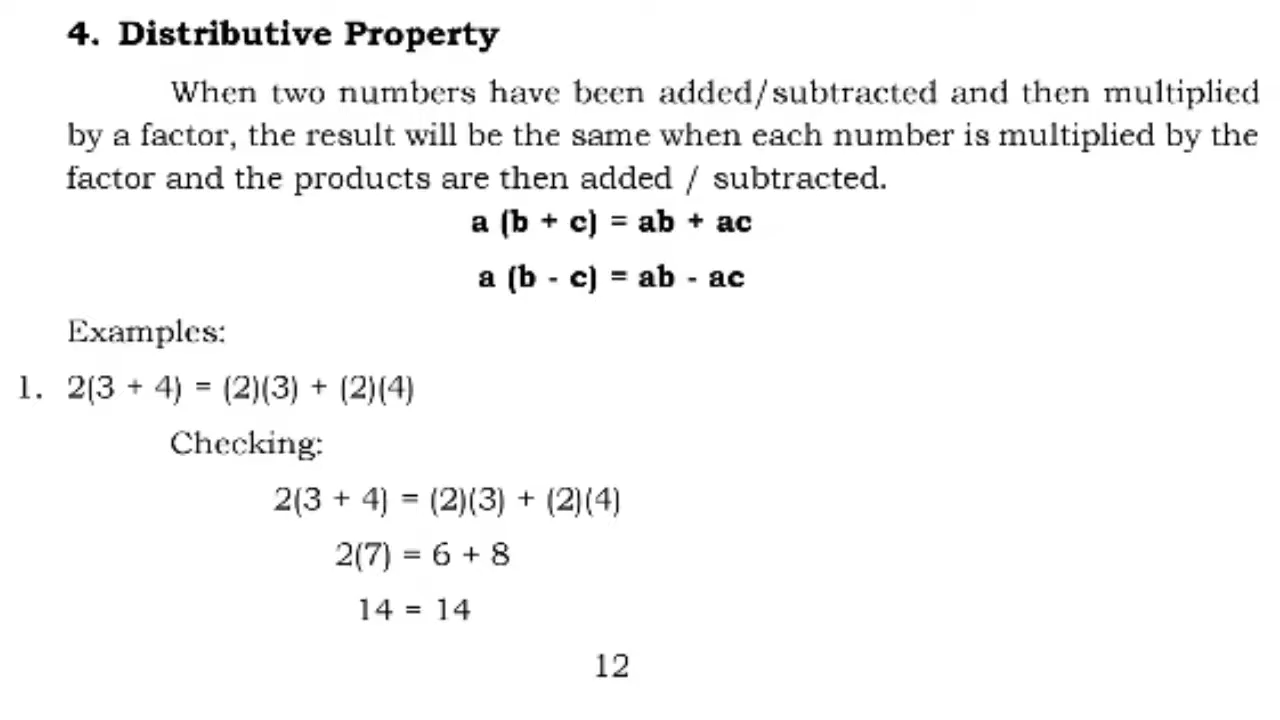 4. Distributive Property
When two numbers have been added/subtracted and then multiplied
by a factor, the result will be the same when each number is multiplied by the
factor and the products are then added / subtracted.
a (b + c) = ab + ac
a (b - c) = ab - ac
Examples:
1. 2(3 + 4) = (2)(3) + (2)(4)
Checking:
2(3 + 4) = (2)(3) + (2)(4)
2(7) = 6 + 8
14 = 14
12